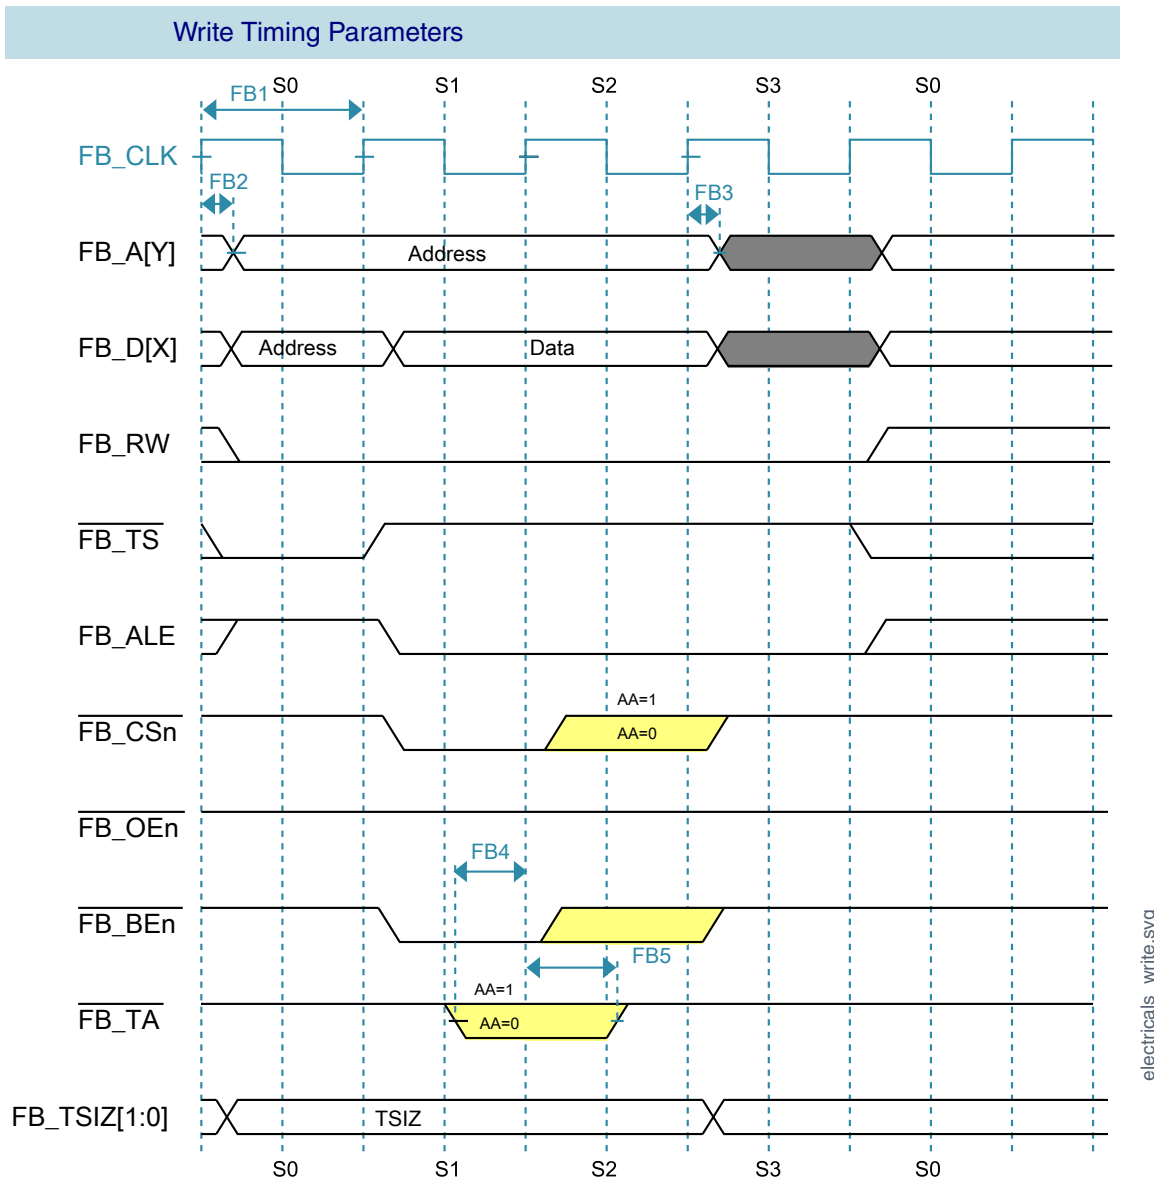 Write Timing Parameters
S0 S1 S2 S3 S0
FB1
FB_CLK
FB2
FB3
FB_A[Y]
Address
FB_D[X]
Address Data
FB_RW
FB_TS
FB_ALE
AA=1
FB_CSn
AA=0
FB_OEn
FB4
FB_BEn
FB5
AA=1
FB_TA
AA=0
FB_TSIZ[1:0]
TSIZ
S0 S1 S2 S3 S0
electricals_write.svg